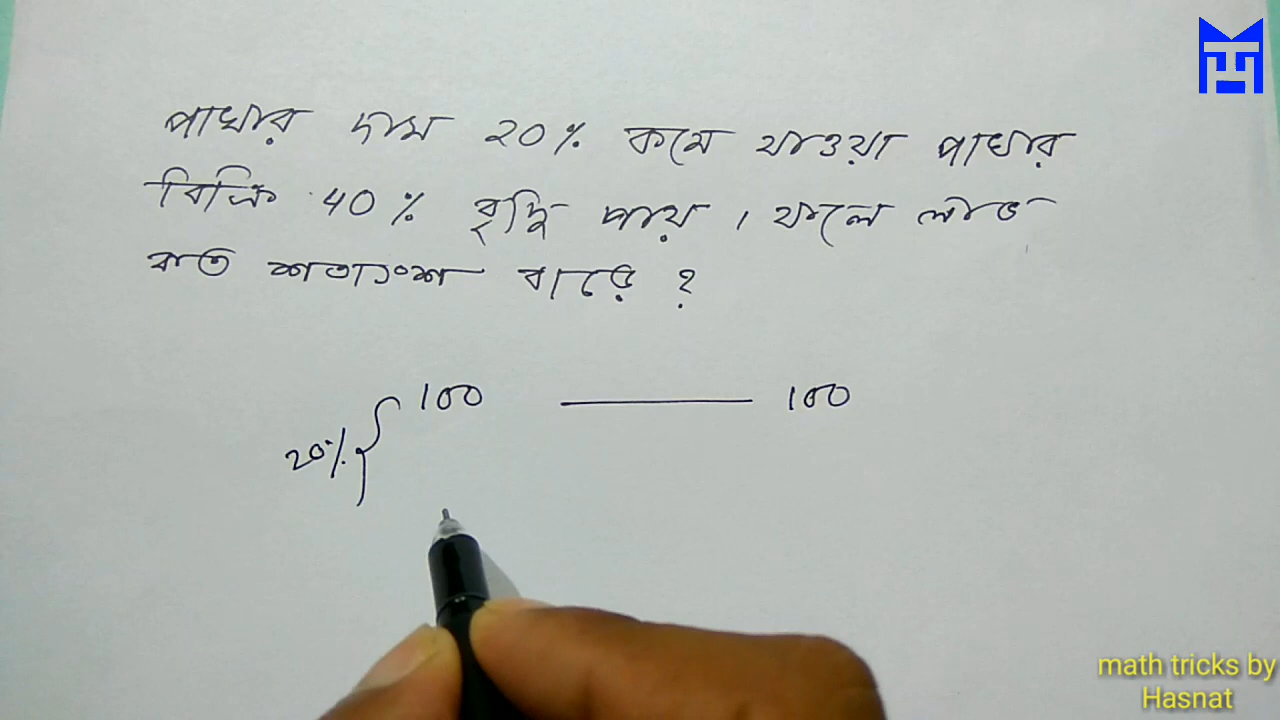 পাখার দাম 20% কমে যাওয়া পাখার
বিক্রি 40% বৃদ্ধি পায়, ফলে লাভ
কত শতাংশ বাড়ে ?
100 ——— 100
20%
math tricks by
Hasnat